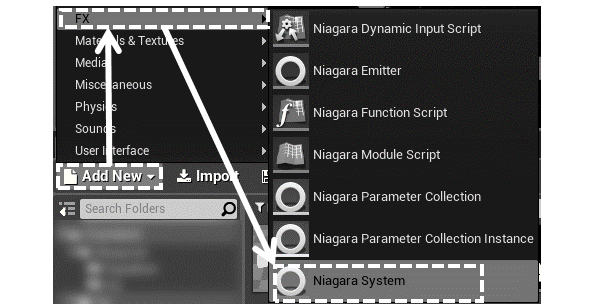 FX
Materials & Textures
Media
Miscellaneous
Physics
Sounds
User Interface
Add New
Import
Search Folders
Niagara Dynamic Input Script
Niagara Emitter
Niagara Function Script
Niagara Module Script
Niagara Parameter Collection
Niagara Parameter Collection Instance
Niagara System